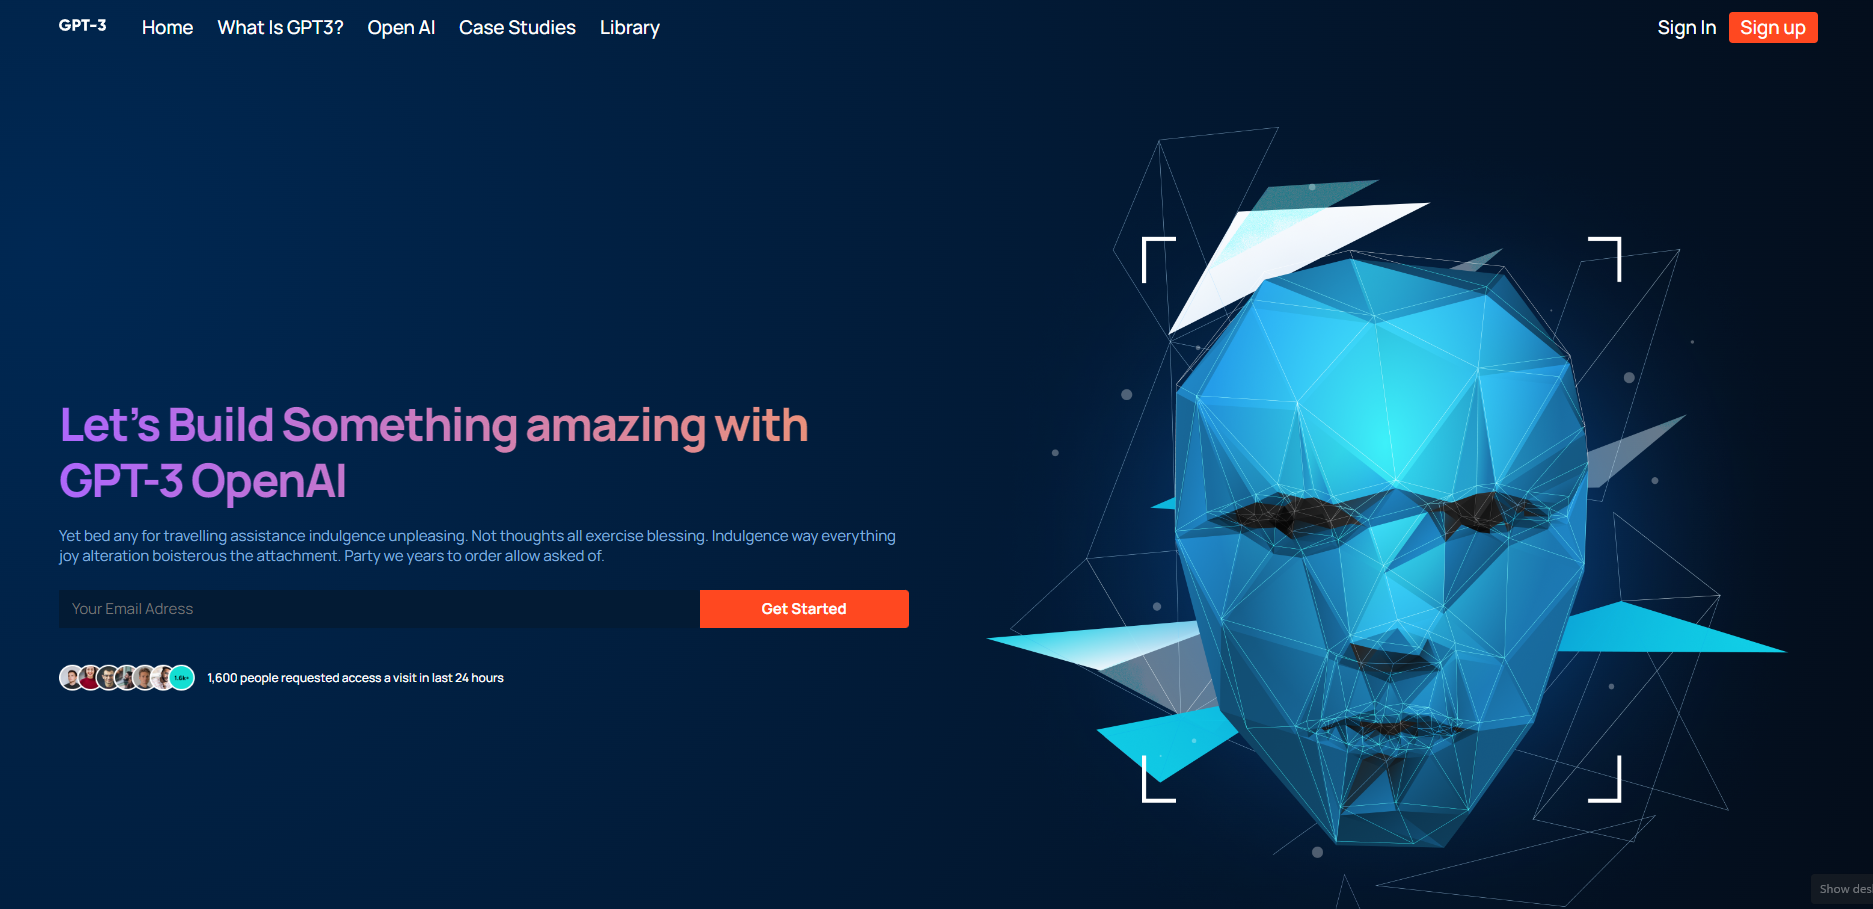 GPT-3 Home What Is GPT3? Open AI Case Studies Library Sign In Sign up
Let's Build Something amazing with
GPT-3 OpenAI
Yet bed any for travelling assistance indulgence unpleasing. Not thoughts all exercise blessing. Indulgence way everything
joy alteration boisterous the attachment. Party we years to order allow asked of.
Your Email Adress Get Started
1.6k+ 1,600 people requested access a visit in last 24 hours
Show